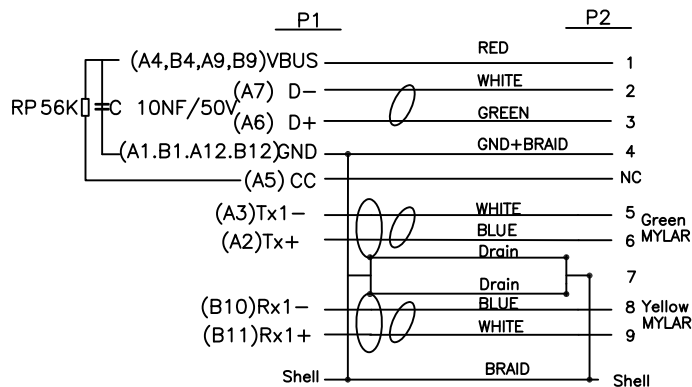 P1 P2
(A4,B4,A9,B9)VBUS RED 1
(A7) D- WHITE 2
RP 56K C 10NF/50V
(A6) D+ GREEN 3
(A1.B1.A12.B12)GND GND+BRAID 4
(A5) CC NC
(A3)Tx1- WHITE 5
Green
MYLAR
(A2)Tx+ BLUE 6
Drain
7
Drain
(B10)Rx1- BLUE 8
Yellow
MYLAR
(B11)Rx1+ WHITE 9
Shell BRAID Shell